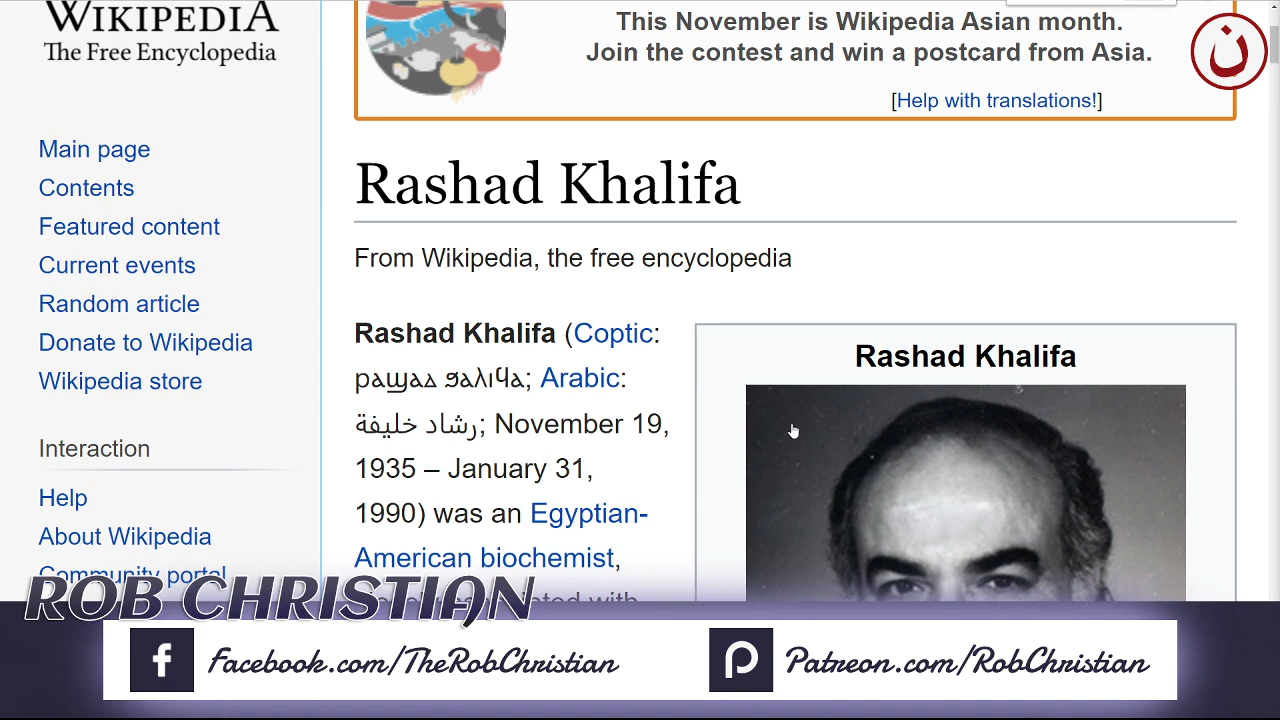 WIKIPEDIA
The Free Encyclopedia
This November is Wikipedia Asian month.
Join the contest and win a postcard from Asia.
[Help with translations!]
ن
Main page
Contents
Featured content
Current events
Random article
Donate to Wikipedia
Wikipedia store
Interaction
Help
About Wikipedia
Community portal
Rashad Khalifa
From Wikipedia, the free encyclopedia
Rashad Khalifa (Coptic:
ⲣⲁϣⲁⲇ ϧⲁⲗⲓϥⲁ; Arabic:
رشاد خليفة; November 19,
1935 – January 31,
1990) was an Egyptian-
American biochemist,
with
Rashad Khalifa
ROB CHRISTIAN
Facebook.com/TheRobChristian
Patreon.com/RobChristian